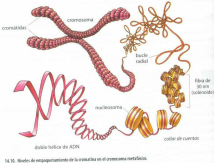 cromosoma
cromátidas
bucle
radial
fibra de
30 nm
(solenoide)
nucleosoma
collar de cuentas
doble hélice de ADN
14.10. Niveles de empaquetamiento de la cromatina en el cromosoma metafásico.